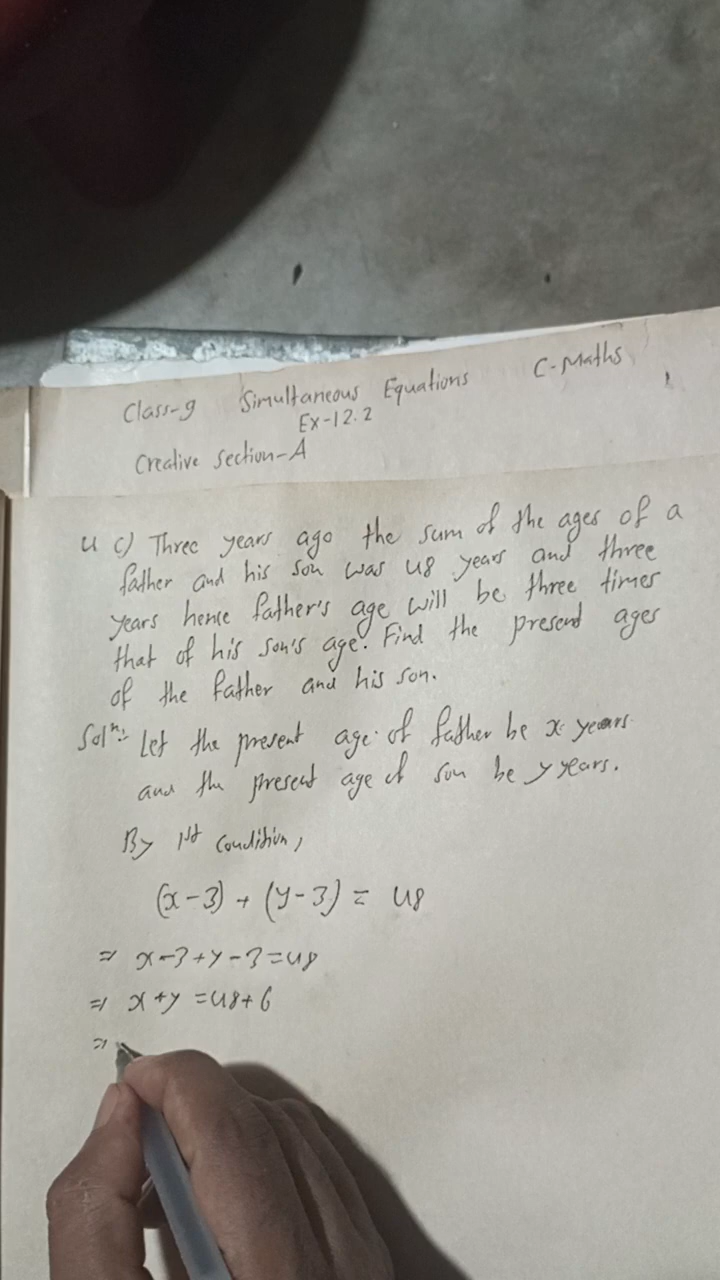 Class-9 Simultaneous Equations C-Maths
Ex-12.2
Creative Section-A
4 c) Three years ago the sum of the ages of a
father and his son was 48 years and three
years hence father's age will be three times
that of his son's age. Find the present ages
of the father and his son.
Solⁿ:- Let the present age of father be x years
and the present age of son be y years.
By 1st condition,
(x-3) + (y-3) = 48
⇒ x-3+y-3=48
⇒ x+y=48+6
⇒